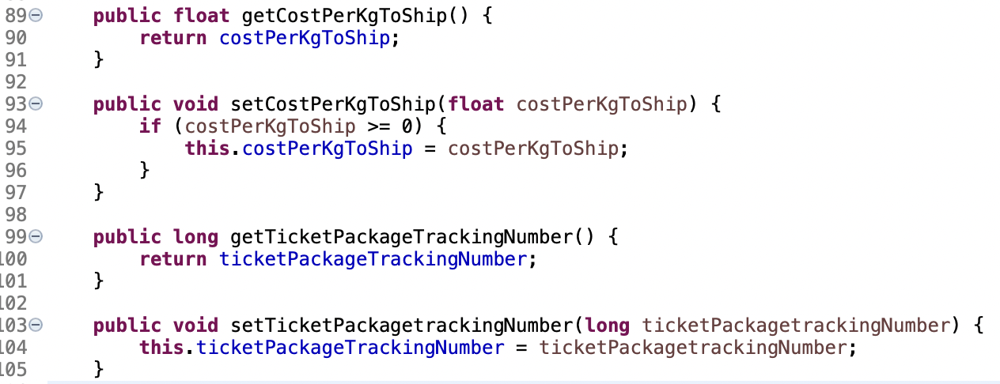 89 public float getCostPerKgToShip() {
90 return costPerKgToShip;
91 }
92
93 public void setCostPerKgToShip(float costPerKgToShip) {
94 if (costPerKgToShip >= 0) {
95 this.costPerKgToShip = costPerKgToShip;
96 }
97 }
98
99 public long getTicketPackageTrackingNumber() {
100 return ticketPackageTrackingNumber;
101 }
102
103 public void setTicketPackagetrackingNumber(long ticketPackagetrackingNumber) {
104 this.ticketPackageTrackingNumber = ticketPackagetrackingNumber;
105 }